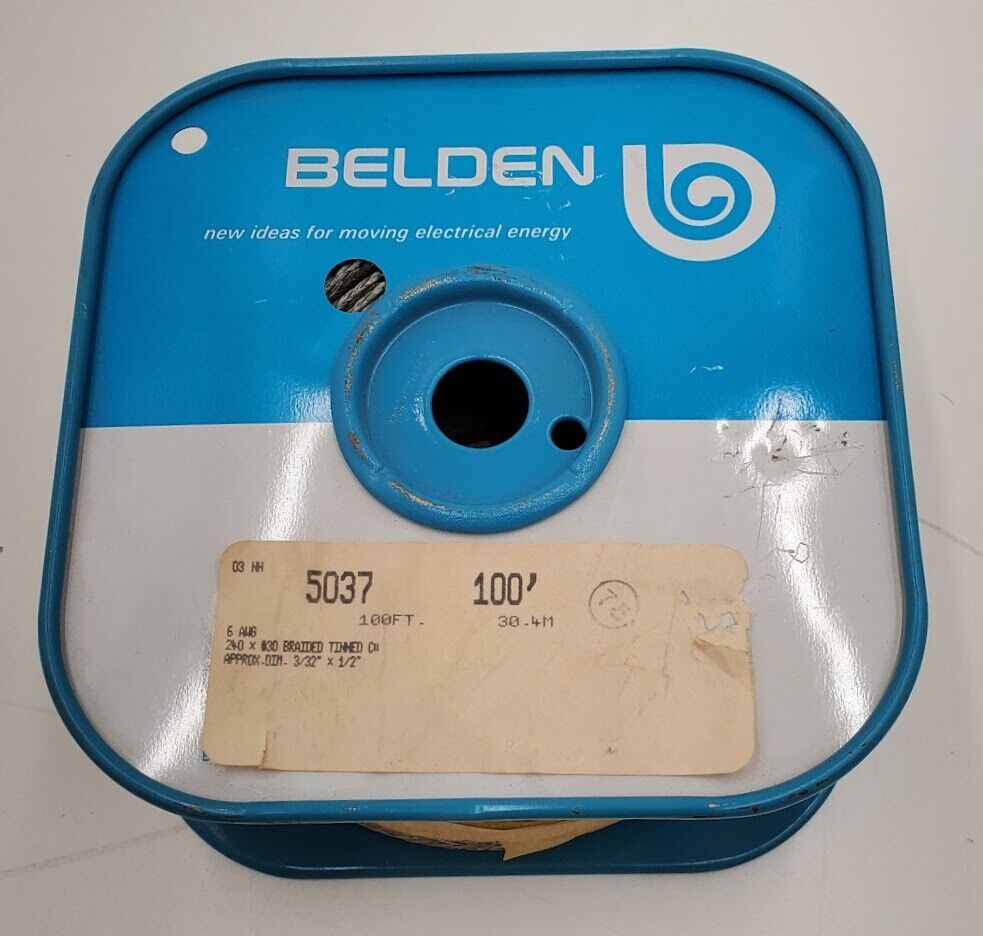 BELDEN
new ideas for moving electrical energy
03 NH
5037 100'
100FT. 30.4M
75
6 AWG
240 x #30 BRAIDED TINNED Cu
APPROX.DIM. 3/32" x 1/2"